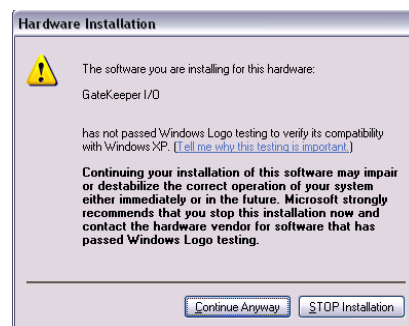 Hardware Installation
The software you are installing for this hardware:
GateKeeper I/O
has not passed Windows Logo testing to verify its compatibility
with Windows XP. (Tell me why this testing is important.)
Continuing your installation of this software may impair
or destabilize the correct operation of your system
either immediately or in the future. Microsoft strongly
recommends that you stop this installation now and
contact the hardware vendor for software that has
passed Windows Logo testing.
Continue Anyway
STOP Installation